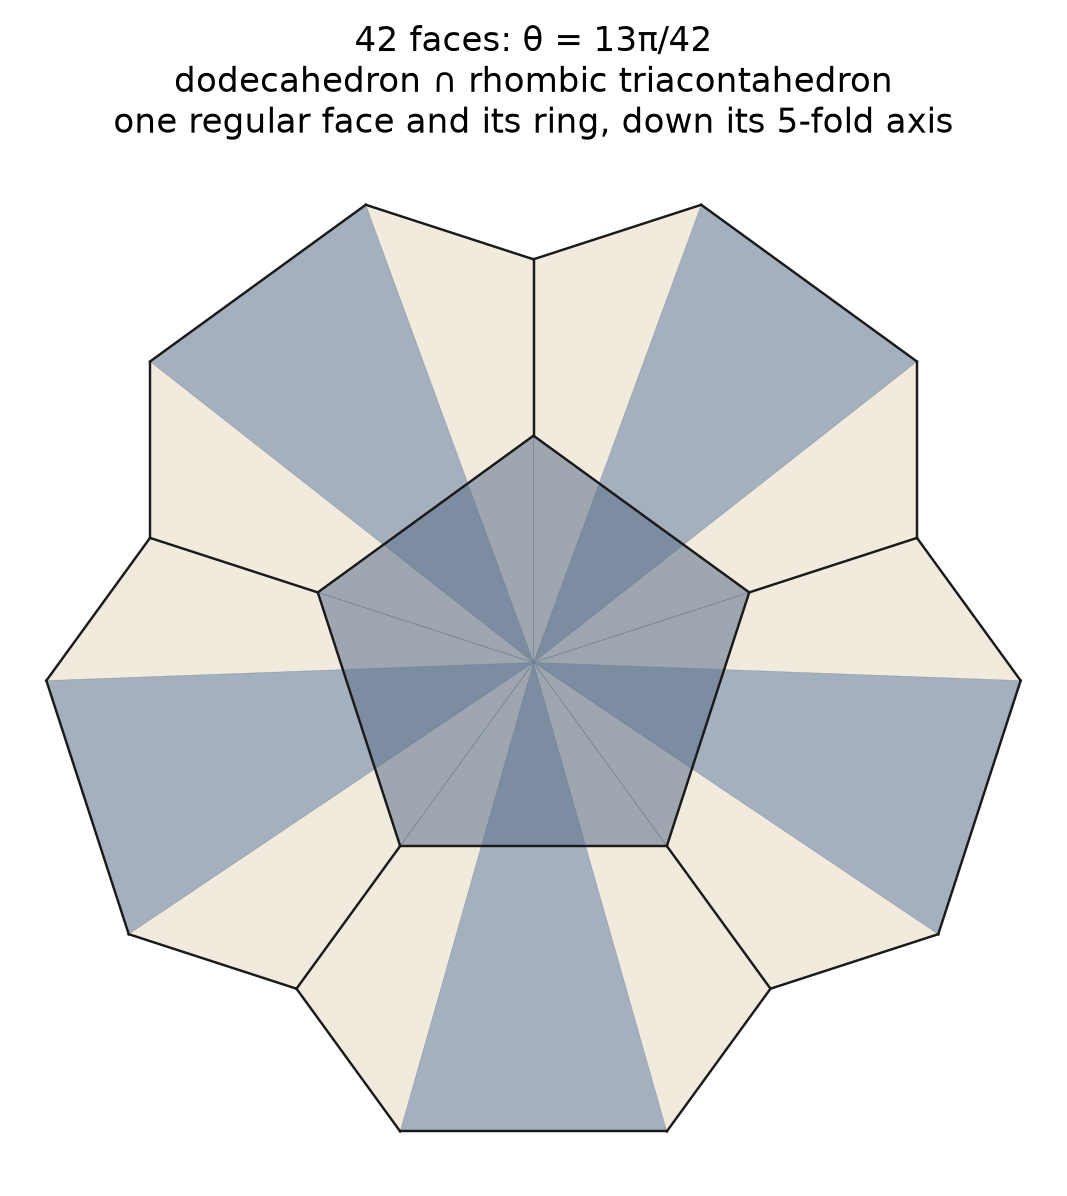 42 faces: θ = 13π/42
dodecahedron ∩ rhombic triacontahedron
one regular face and its ring, down its 5-fold axis